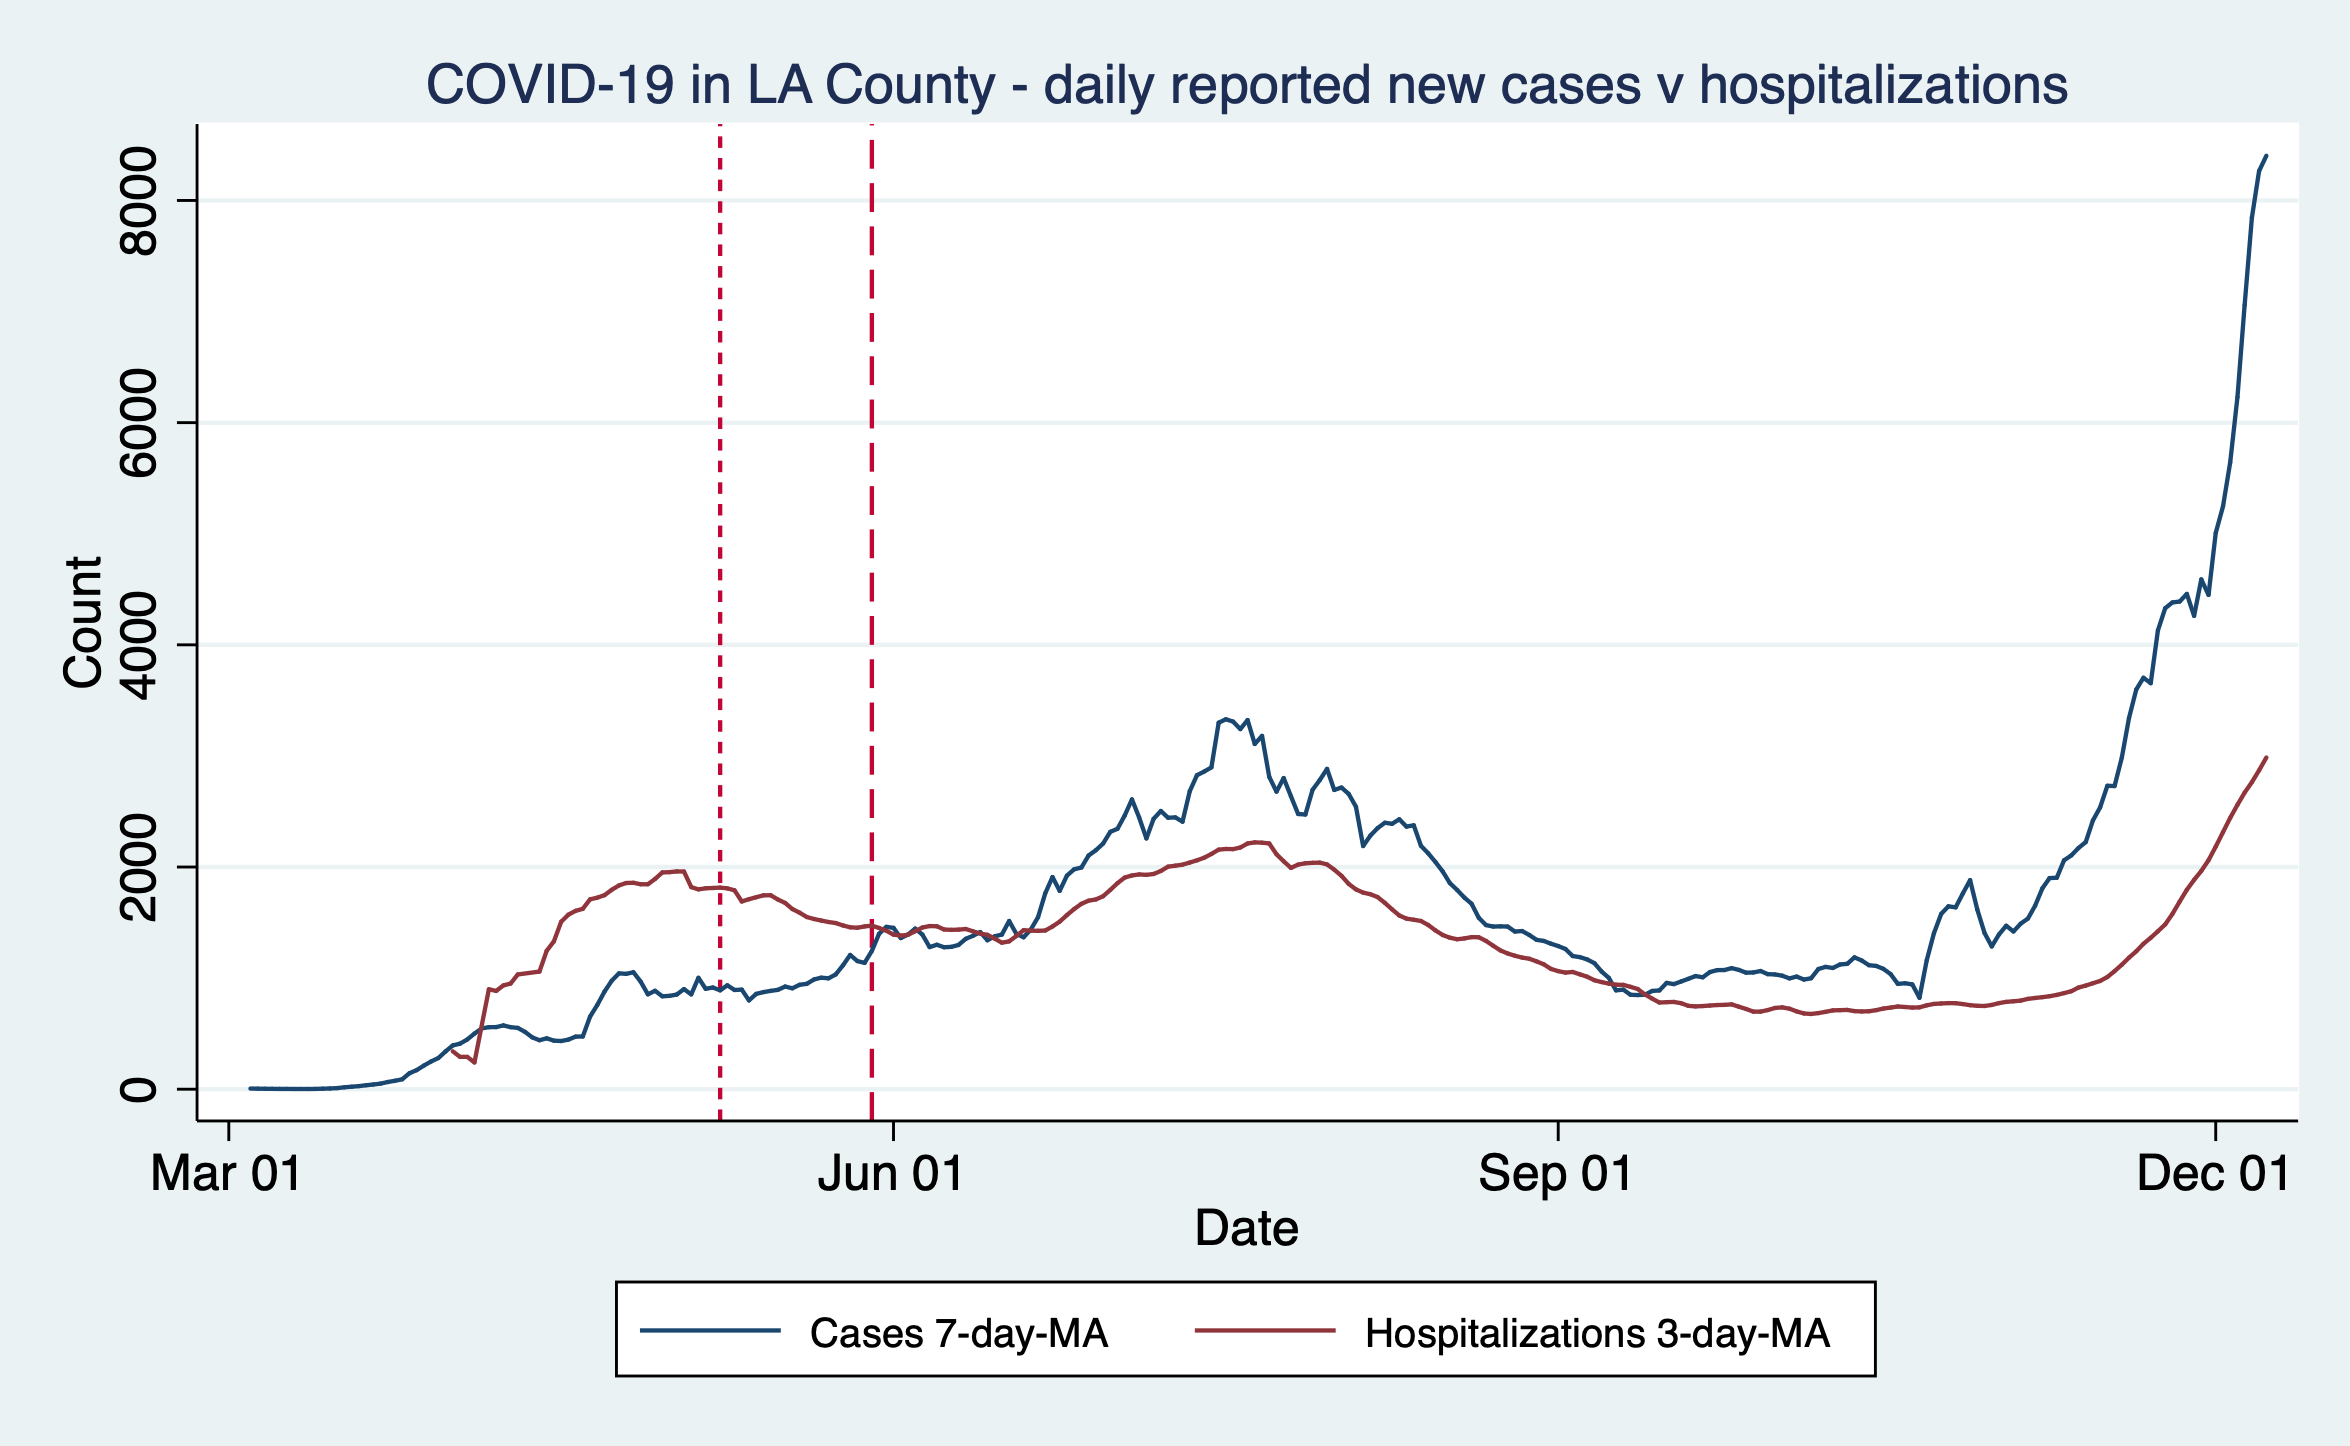 COVID-19 in LA County - daily reported new cases v hospitalizations
Count
8000
6000
4000
2000
0
Mar 01 Jun 01 Sep 01 Dec 01
Date
Cases 7-day-MA Hospitalizations 3-day-MA